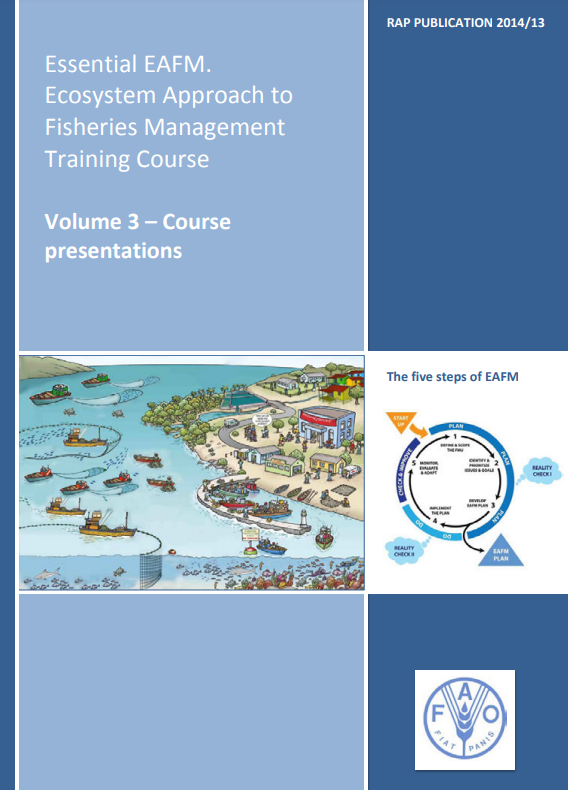 RAP PUBLICATION 2014/13
Essential EAFM.
Ecosystem Approach to
Fisheries Management
Training Course
Volume 3 – Course
presentations
The five steps of EAFM
START
UP
PLAN
1
DEFINE & SCOPE
THE FMU
PLAN
2
IDENTIFY &
PRIORITIZE
ISSUES & GOALS
REALITY
CHECK I
3
DEVELOP
EAFM PLAN
PLAN
EAFM
PLAN
4
IMPLEMENT
THE PLAN
DO
DO
REALITY
CHECK II
5
MONITOR,
EVALUATE
& ADAPT
CHECK & IMPROVE
F A O
FIAT PANIS